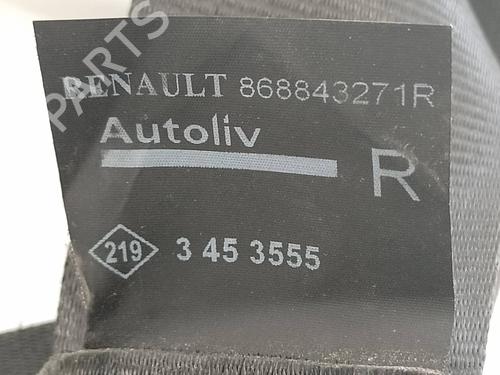 PARTS
RENAULT 868843271R
Autoliv
R
219 3 45 3555